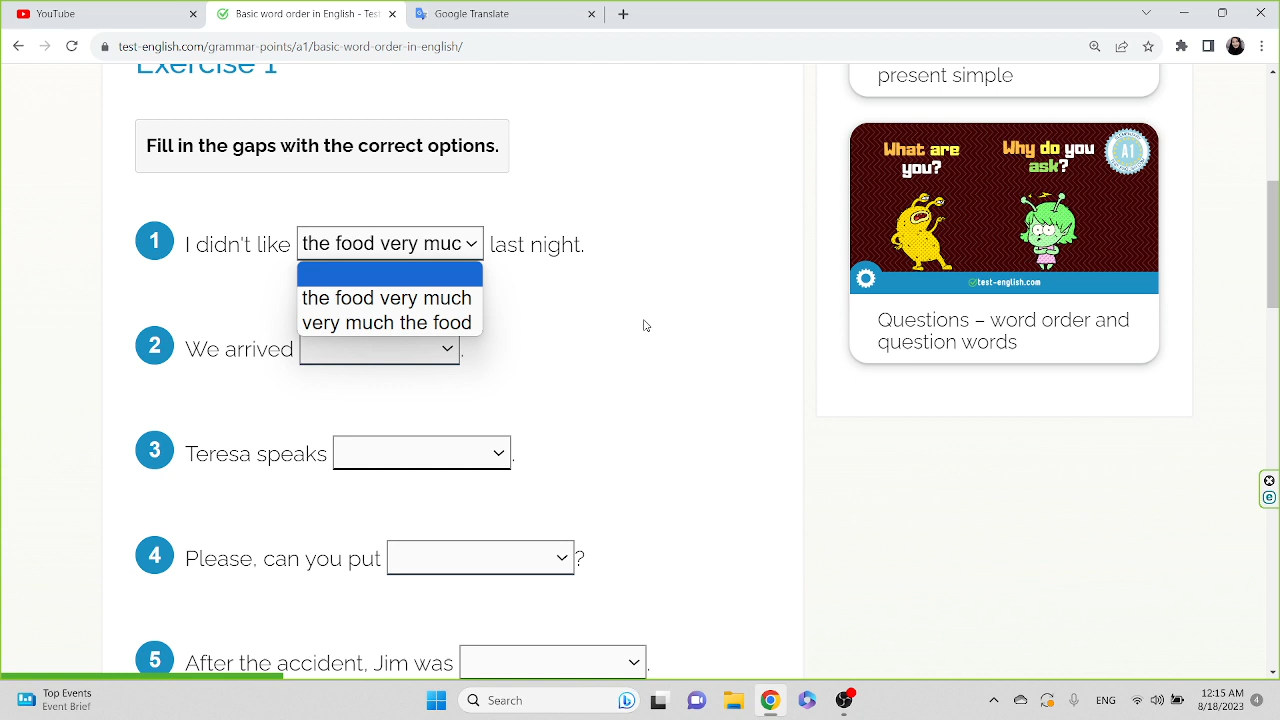 YouTube
Basic word order in English - Tes
Google Translate
test-english.com/grammar-points/a1/basic-word-order-in-english/
Exercise 1
Fill in the gaps with the correct options.
1 I didn't like the food very muc last night.
the food very much
very much the food
2 We arrived .
3 Teresa speaks .
4 Please, can you put ?
5 After the accident, Jim was .
present simple
What are you?
Why do you ask?
A1
test-english.com
Questions – word order and
question words
Top Events
Event Brief
Search
ENG
12:15 AM
8/18/2023
4